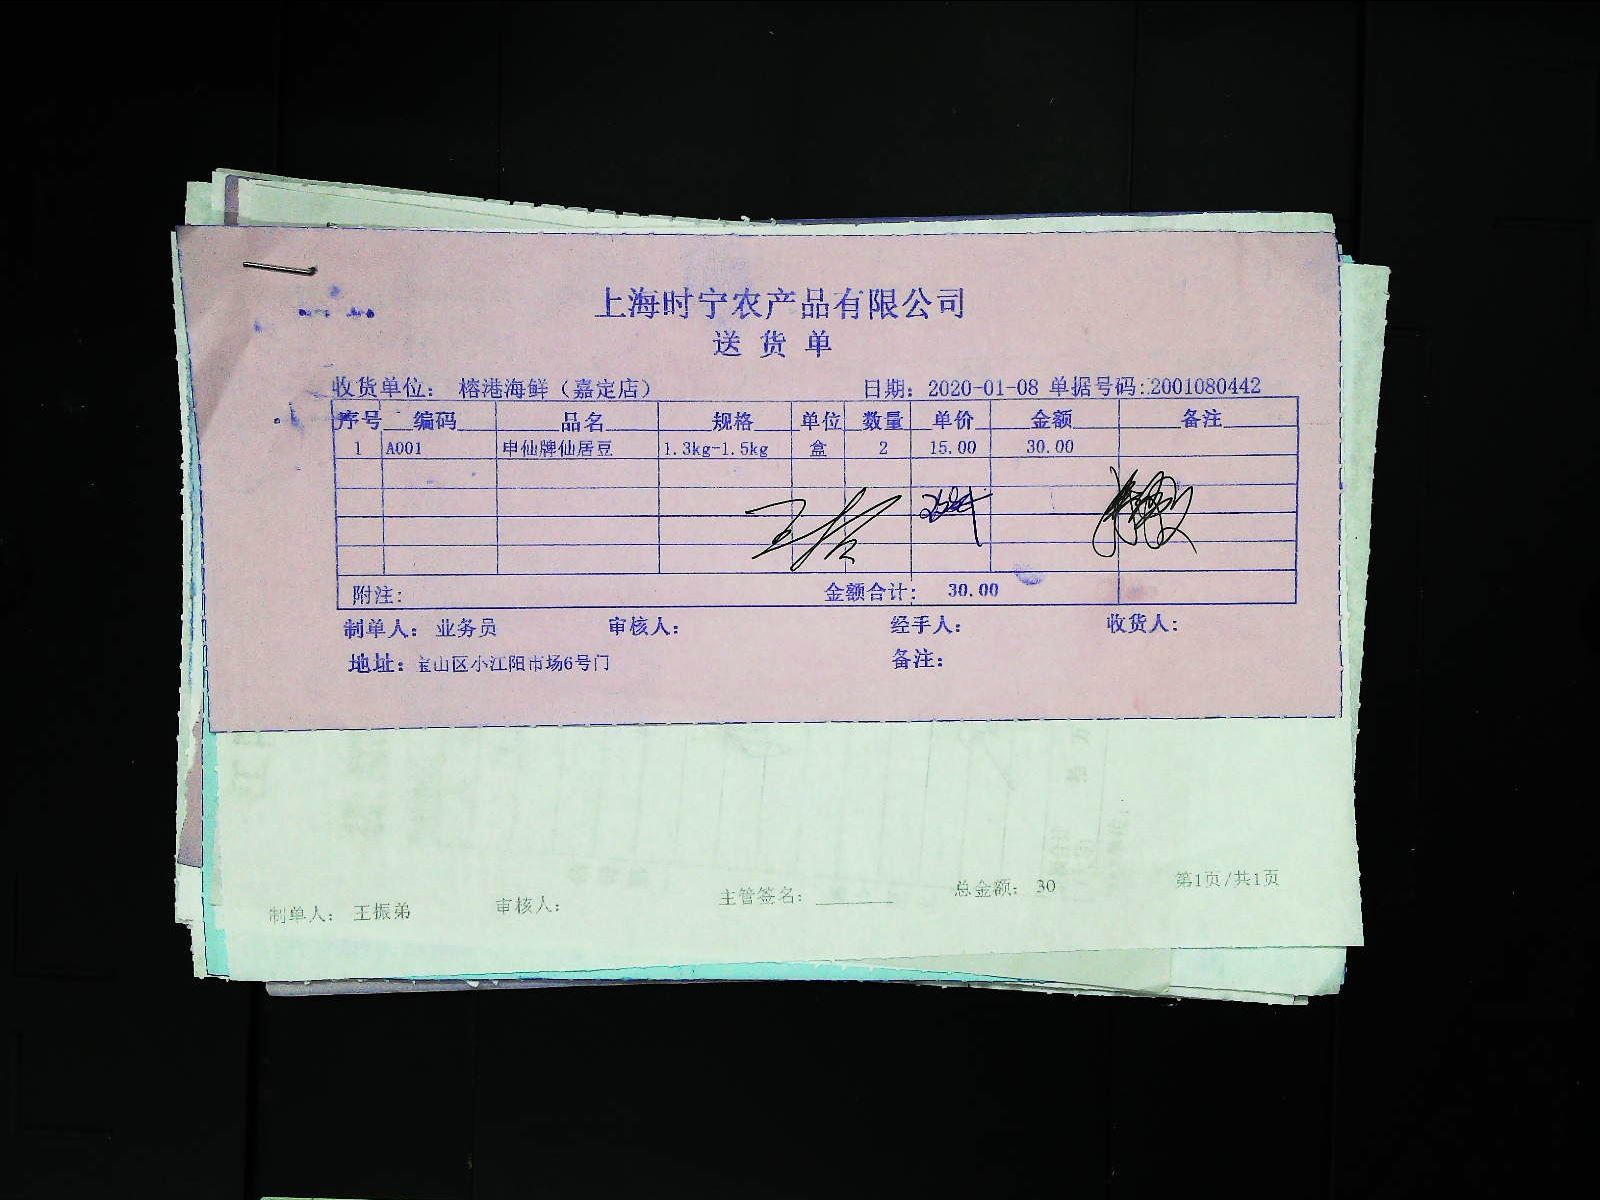 上海时宁农产品有限公司
送货单
收货单位： 榕港海鲜（嘉定店） 日期： 2020-01-08 单据号码:2001080442
序号 编码 品名 规格 单位 数量 单价 金额 备注
1 A001 申仙牌仙居豆 1.3kg-1.5kg 盒 2 15.00 30.00
附注: 金额合计: 30.00
制单人： 业务员 审核人: 经手人: 收货人:
地址： 宝山区小江阳市场6号门 备注:
制单人： 王振弟 审核人: 主管签名: 总金额： 30 第1页/共1页